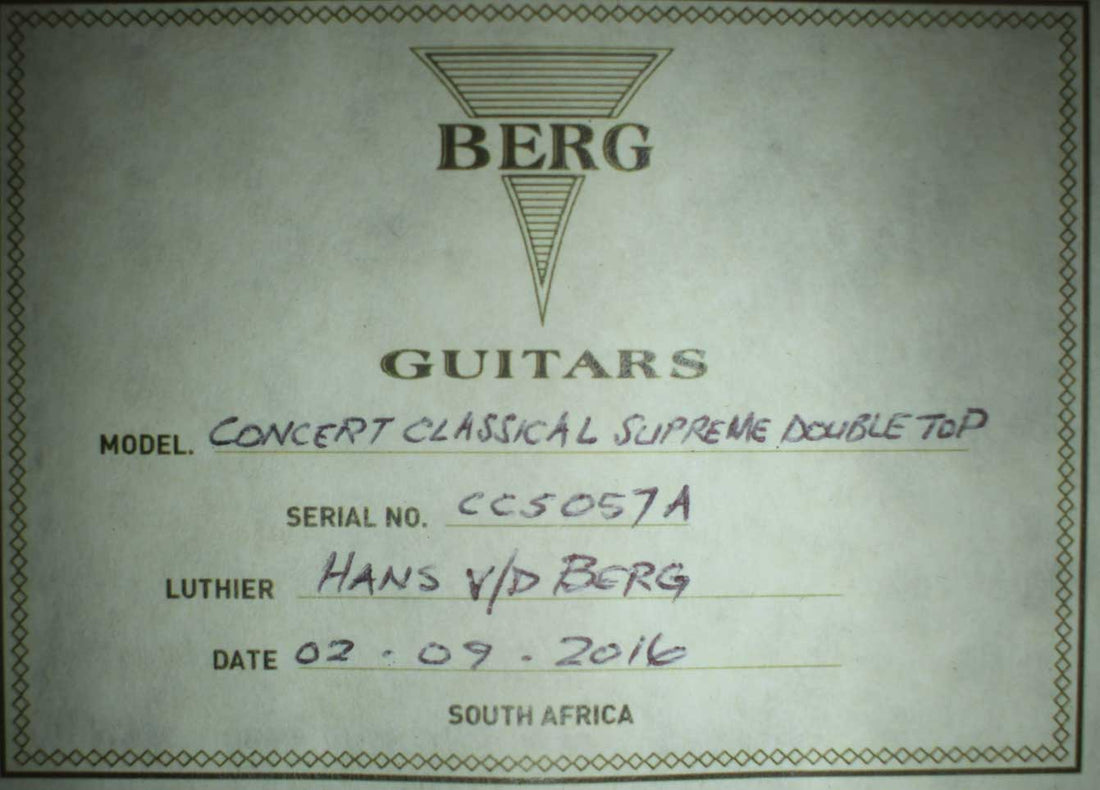 BERG
GUITARS
MODEL. CONCERT CLASSICAL SUPREME DOUBLE TOP
SERIAL NO. CCS057A
LUTHIER HANS V/D BERG
DATE 02 . 09 . 2016
SOUTH AFRICA